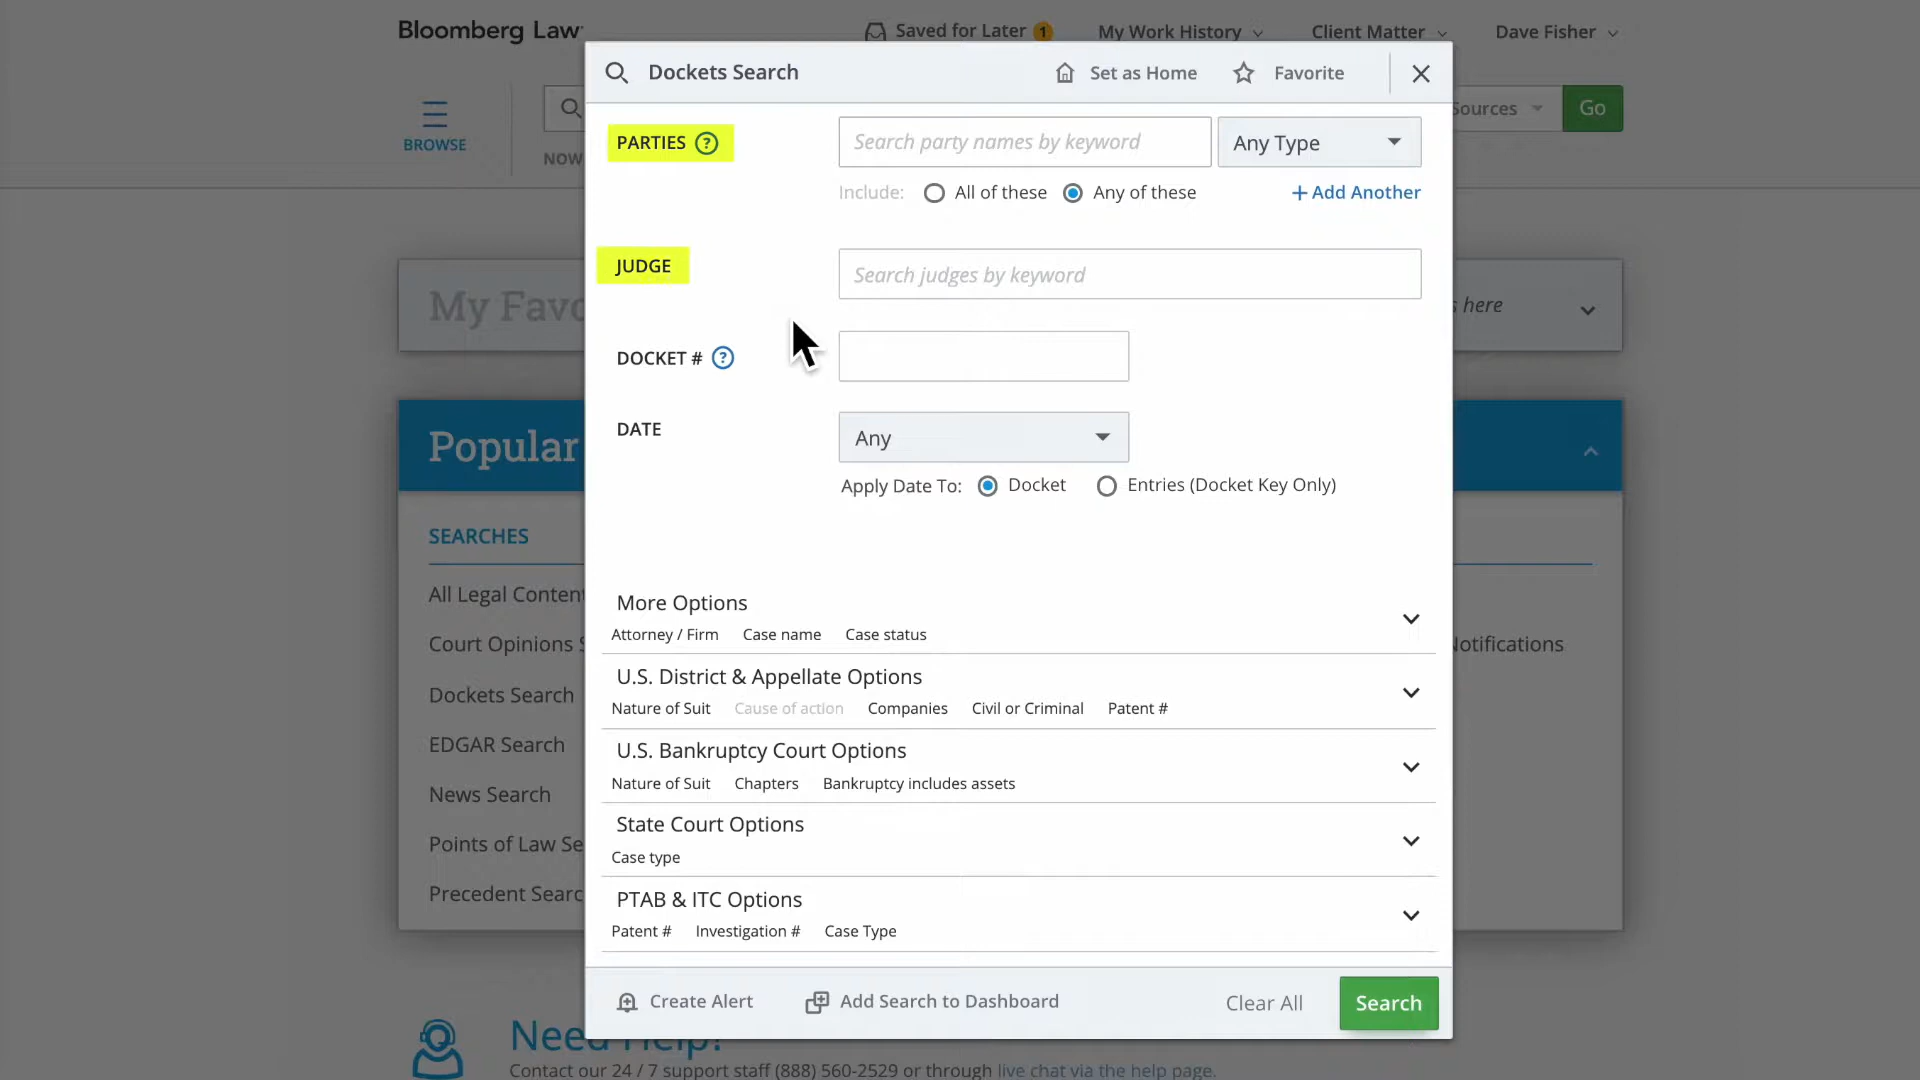 Bloomberg Law
Saved for Later 1
My Work History
Client Matter
Dave Fisher
Dockets Search
Set as Home
Favorite
BROWSE
NOW
Sources
Go
PARTIES ?
Search party names by keyword
Any Type
Include: All of these Any of these
+ Add Another
JUDGE
Search judges by keyword
My Favo
s here
DOCKET # ?
DATE
Any
Apply Date To: Docket Entries (Docket Key Only)
Popular
SEARCHES
All Legal Content
Court Opinions S
Dockets Search
EDGAR Search
News Search
Points of Law Se
Precedent Searc
Notifications
More Options
Attorney / Firm Case name Case status
U.S. District & Appellate Options
Nature of Suit Cause of action Companies Civil or Criminal Patent #
U.S. Bankruptcy Court Options
Nature of Suit Chapters Bankruptcy includes assets
State Court Options
Case type
PTAB & ITC Options
Patent # Investigation # Case Type
Create Alert
Add Search to Dashboard
Clear All
Search
Need Help?
Contact our 24 / 7 support staff (888) 560-2529 or through live chat via the help page.